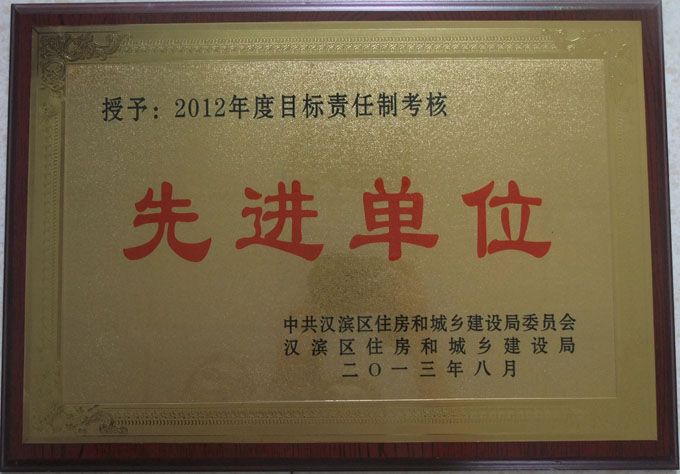 授予：2012年度目标责任制考核
先进单位
中共汉滨区住房和城乡建设局委员会
汉滨区住房和城乡建设局
二〇一三年八月